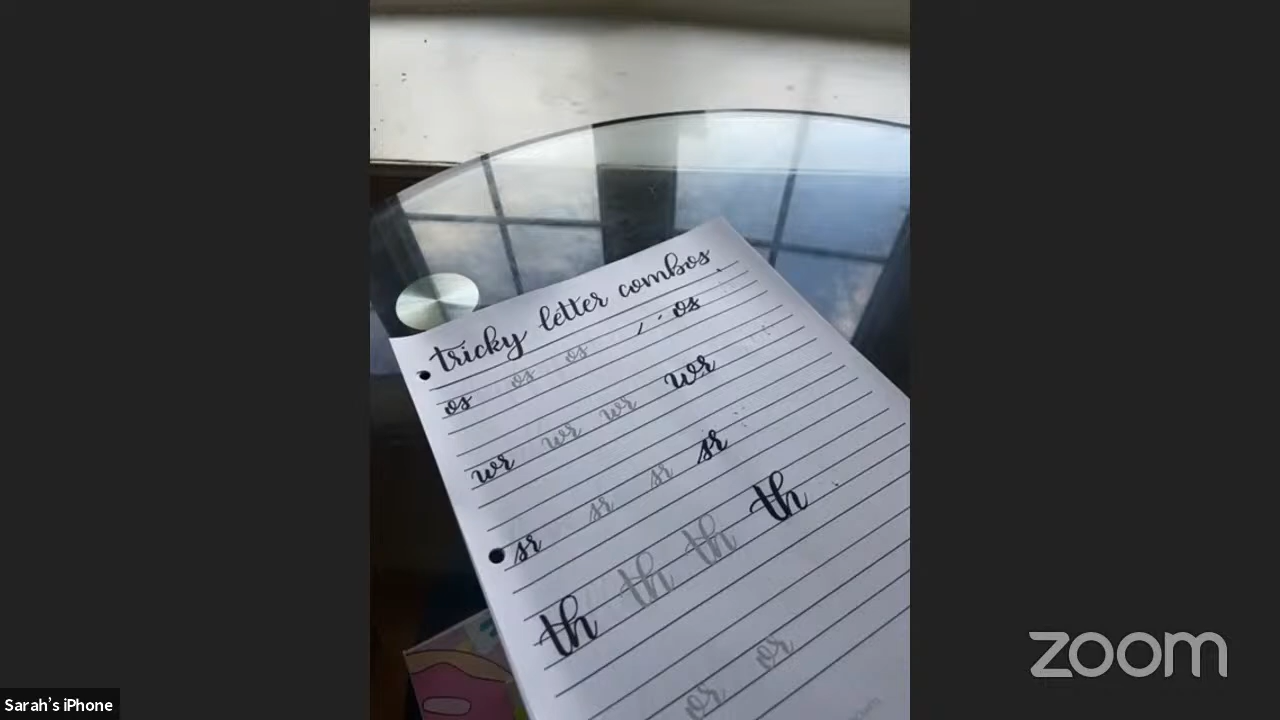 tricky letter combos
os os os os
wr wr wr wr
sr sr sr sr
th th th th
or or
zoom
Sarah's iPhone